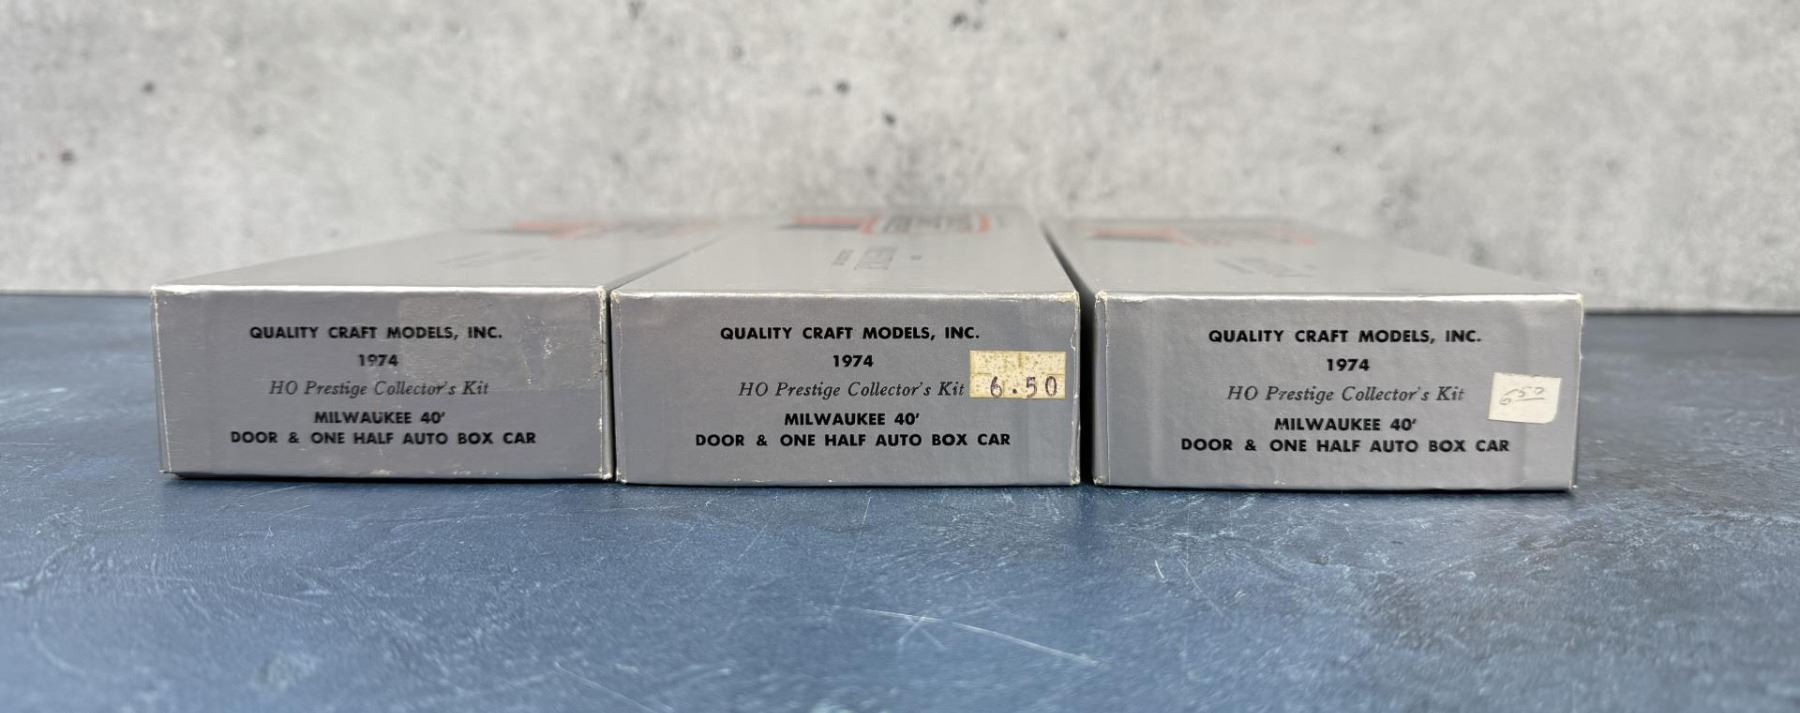 QUALITY CRAFT MODELS, INC.
1974
HO Prestige Collector's Kit
MILWAUKEE 40'
DOOR & ONE HALF AUTO BOX CAR
QUALITY CRAFT MODELS, INC.
1974
HO Prestige Collector's Kit
6.50
MILWAUKEE 40'
DOOR & ONE HALF AUTO BOX CAR
QUALITY CRAFT MODELS, INC.
1974
HO Prestige Collector's Kit
6 50
MILWAUKEE 40'
DOOR & ONE HALF AUTO BOX CAR